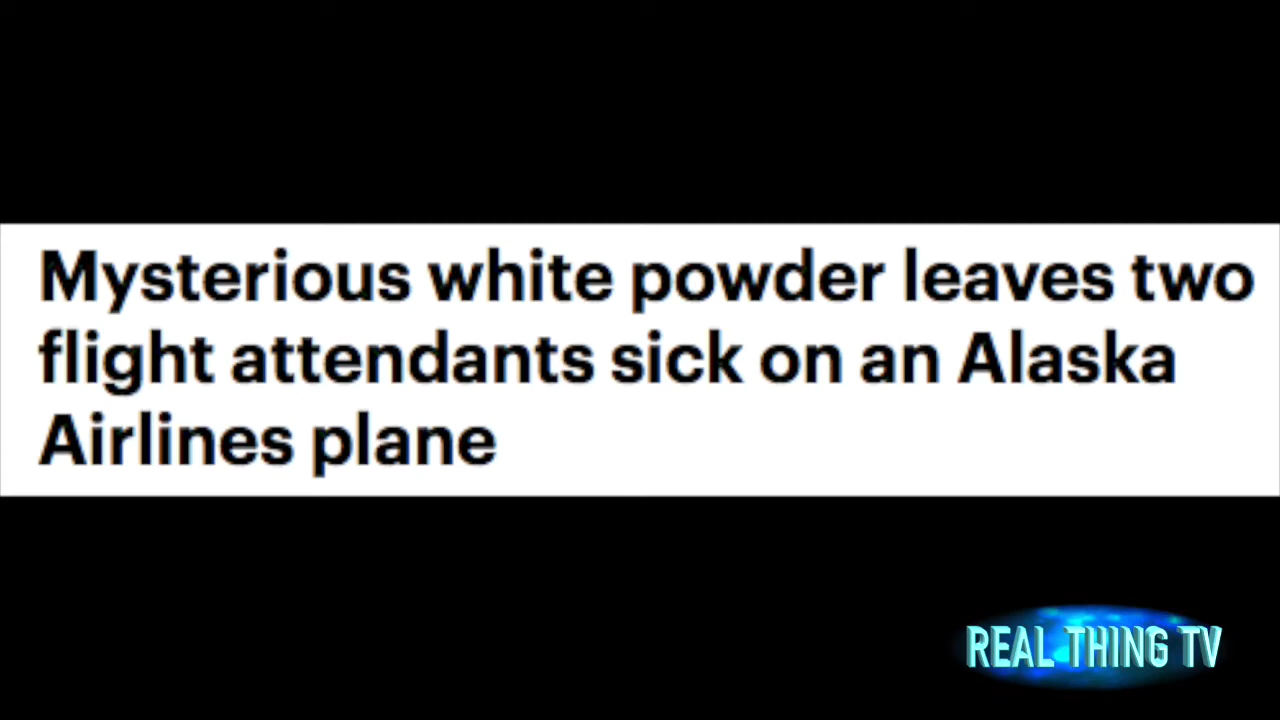 Mysterious white powder leaves two
flight attendants sick on an Alaska
Airlines plane
REAL THING TV